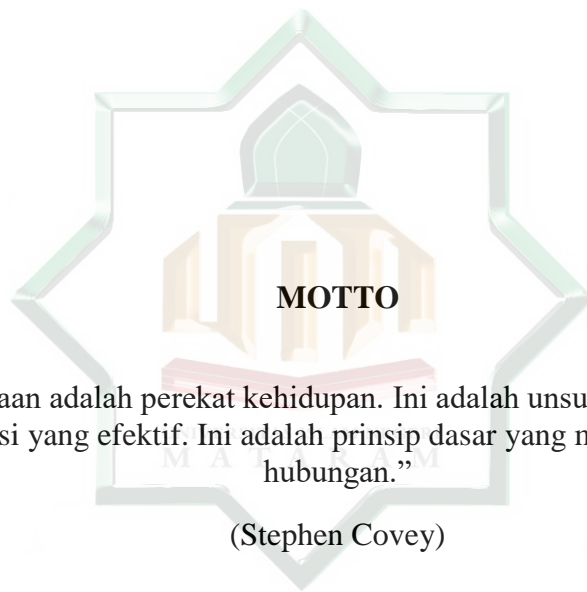 MOTTO
aan adalah perekat kehidupan. Ini adalah unsu
si yang efektif. Ini adalah prinsip dasar yang m
MATARAM
hubungan.”
(Stephen Covey)